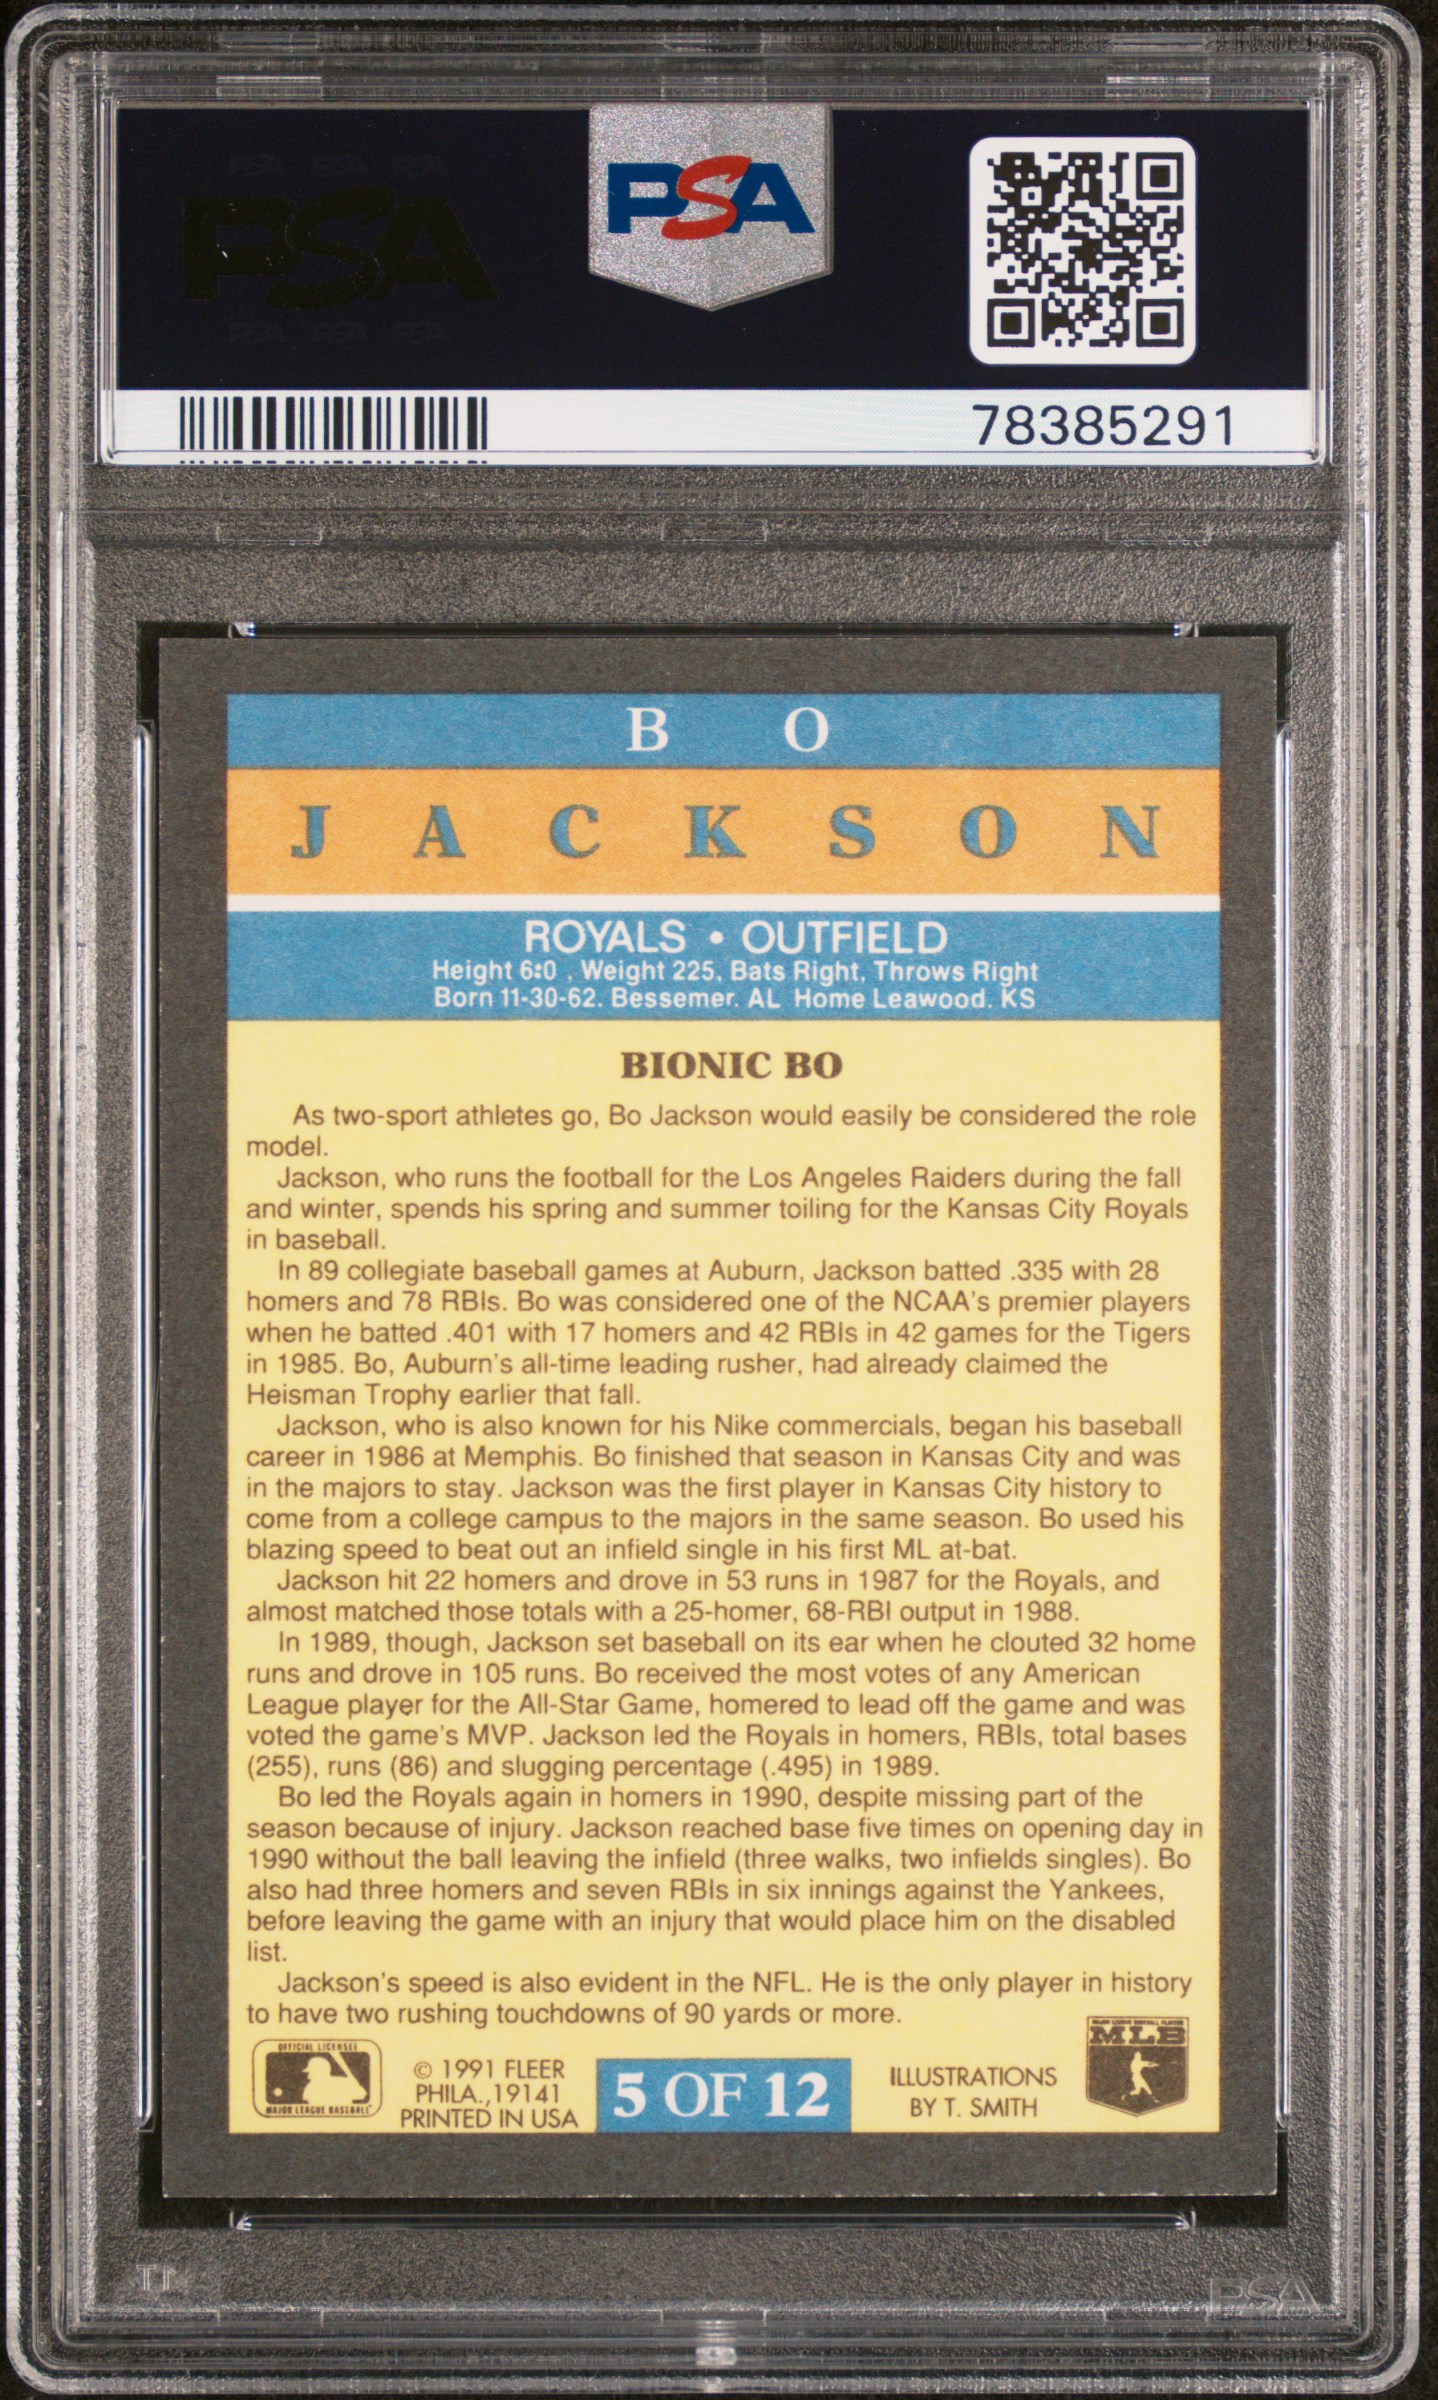 PSA
PSA PSA PSA
PSA
PSA PSA PSA
78385291
BO
JACKSON
ROYALS • OUTFIELD
Height 6:0 , Weight 225, Bats Right, Throws Right
Born 11-30-62. Bessemer. AL Home Leawood. KS
BIONIC BO
As two-sport athletes go, Bo Jackson would easily be considered the role
model.
Jackson, who runs the football for the Los Angeles Raiders during the fall
and winter, spends his spring and summer toiling for the Kansas City Royals
in baseball.
In 89 collegiate baseball games at Auburn, Jackson batted .335 with 28
homers and 78 RBIs. Bo was considered one of the NCAA's premier players
when he batted .401 with 17 homers and 42 RBIs in 42 games for the Tigers
in 1985. Bo, Auburn's all-time leading rusher, had already claimed the
Heisman Trophy earlier that fall.
Jackson, who is also known for his Nike commercials, began his baseball
career in 1986 at Memphis. Bo finished that season in Kansas City and was
in the majors to stay. Jackson was the first player in Kansas City history to
come from a college campus to the majors in the same season. Bo used his
blazing speed to beat out an infield single in his first ML at-bat.
Jackson hit 22 homers and drove in 53 runs in 1987 for the Royals, and
almost matched those totals with a 25-homer, 68-RBI output in 1988.
In 1989, though, Jackson set baseball on its ear when he clouted 32 home
runs and drove in 105 runs. Bo received the most votes of any American
League player for the All-Star Game, homered to lead off the game and was
voted the game's MVP. Jackson led the Royals in homers, RBIs, total bases
(255), runs (86) and slugging percentage (.495) in 1989.
Bo led the Royals again in homers in 1990, despite missing part of the
season because of injury. Jackson reached base five times on opening day in
1990 without the ball leaving the infield (three walks, two infields singles). Bo
also had three homers and seven RBIs in six innings against the Yankees,
before leaving the game with an injury that would place him on the disabled
list.
Jackson's speed is also evident in the NFL. He is the only player in history
to have two rushing touchdowns of 90 yards or more.
OFFICIAL LICENSEE
MAJOR LEAGUE BASEBALL
© 1991 FLEER
PHILA.,19141
PRINTED IN USA
5 OF 12
ILLUSTRATIONS
BY T. SMITH
MAJOR LEAGUE BASEBALL PLAYERS
MLB
PSA